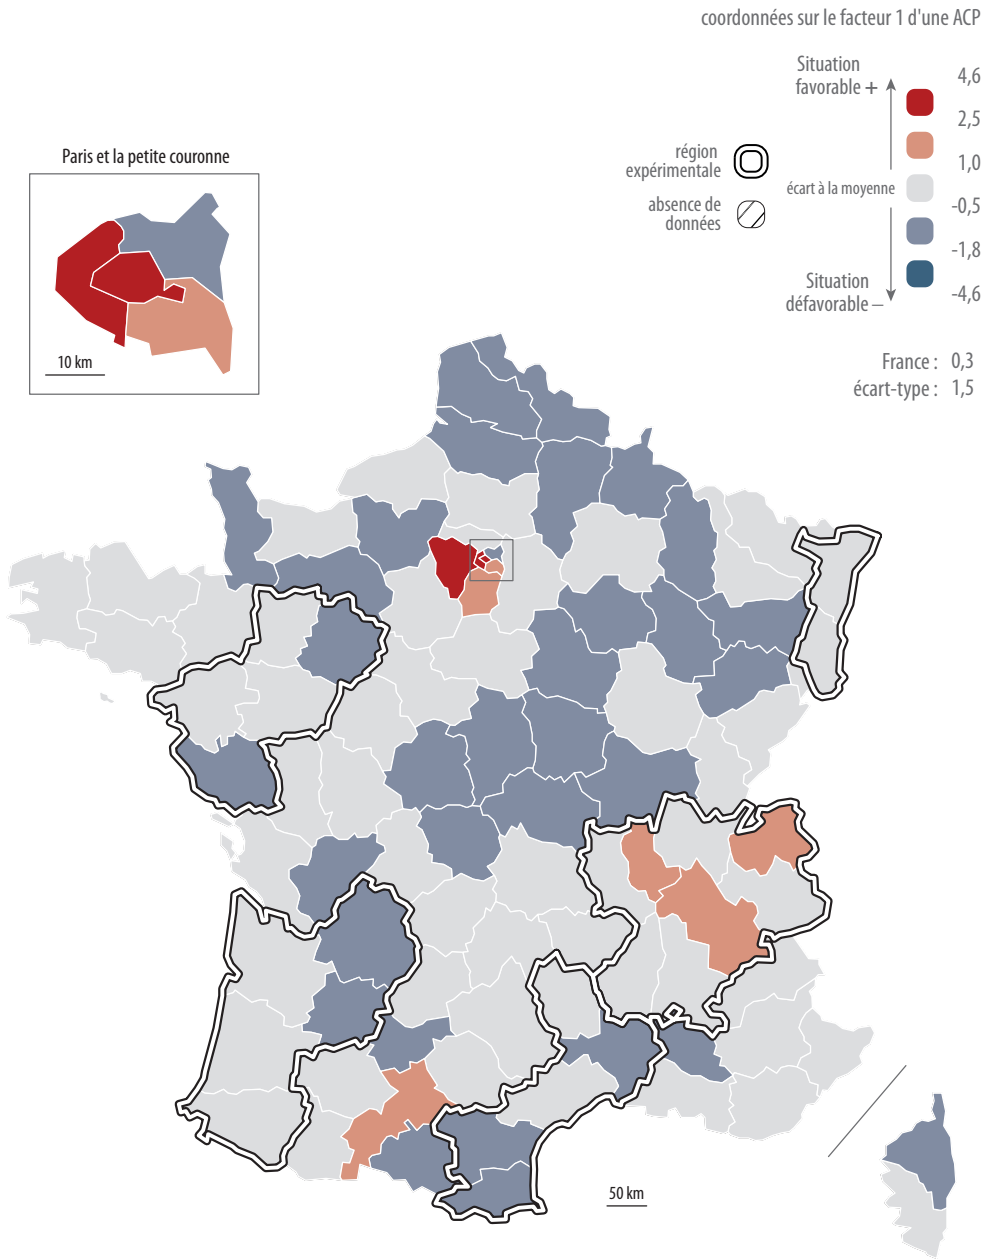 coordonnées sur le facteur 1 d'une ACP
Situation
favorable +
4,6
2,5
1,0
écart à la moyenne
-0,5
-1,8
-4,6
Situation
défavorable –
région
expérimentale
absence de
données
France : 0,3
écart-type : 1,5
Paris et la petite couronne
10 km
50 km